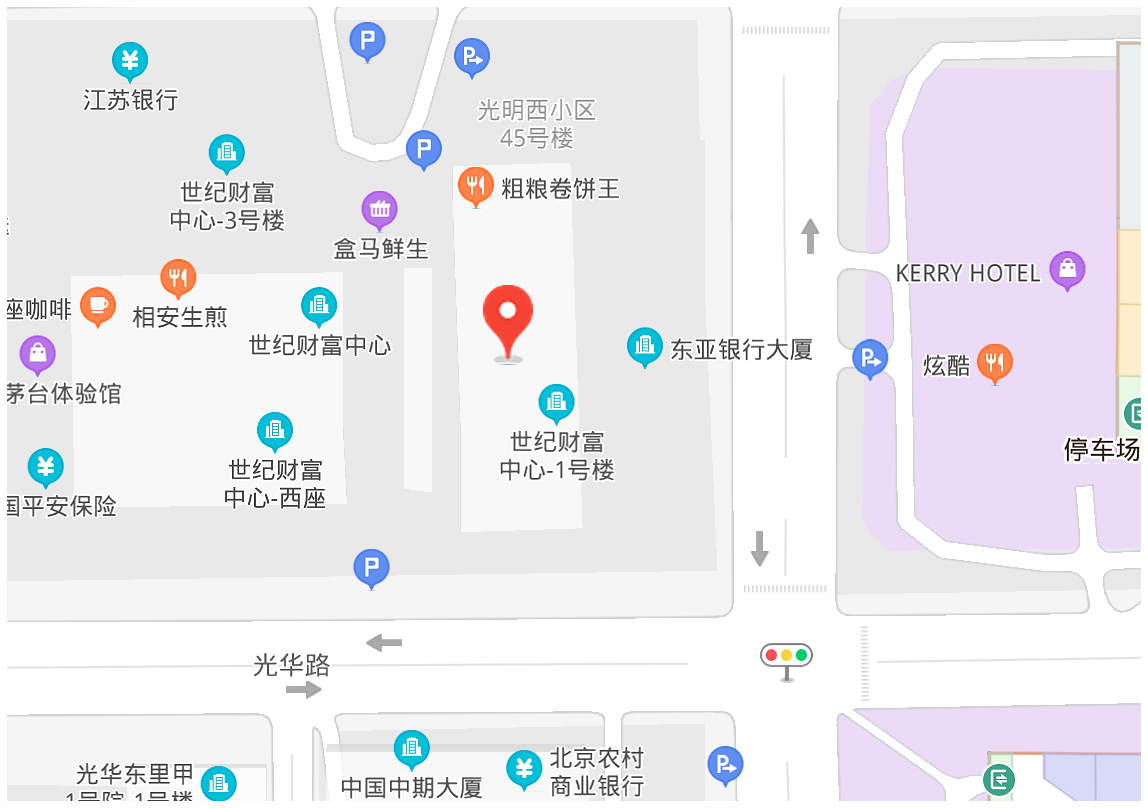 江苏银行
光明西小区
45号楼
世纪财富
中心-3号楼
粗粮卷饼王
盒马鲜生
KERRY HOTEL
座咖啡
相安生煎
世纪财富中心
东亚银行大厦
炫酷
茅台体验馆
世纪财富
中心-1号楼
停车场
世纪财富
中心-西座
国平安保险
光华路
中国中期大厦
北京农村
商业银行
光华东里甲
1号院-1号楼
P
P
P
P
P
P